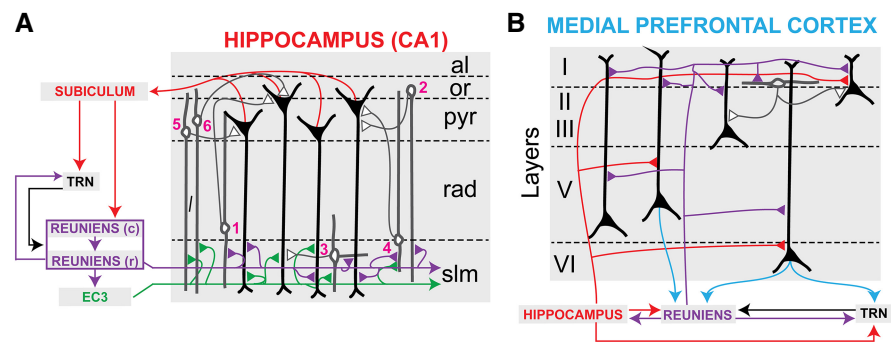 A
HIPPOCAMPUS (CA1)
al
or
pyr
rad
slm
SUBICULUM
TRN
REUNIENS (c)
REUNIENS (r)
EC3
5
6
2
1
3
4
I
B
MEDIAL PREFRONTAL CORTEX
Layers
I
II
III
V
VI
HIPPOCAMPUS
REUNIENS
TRN